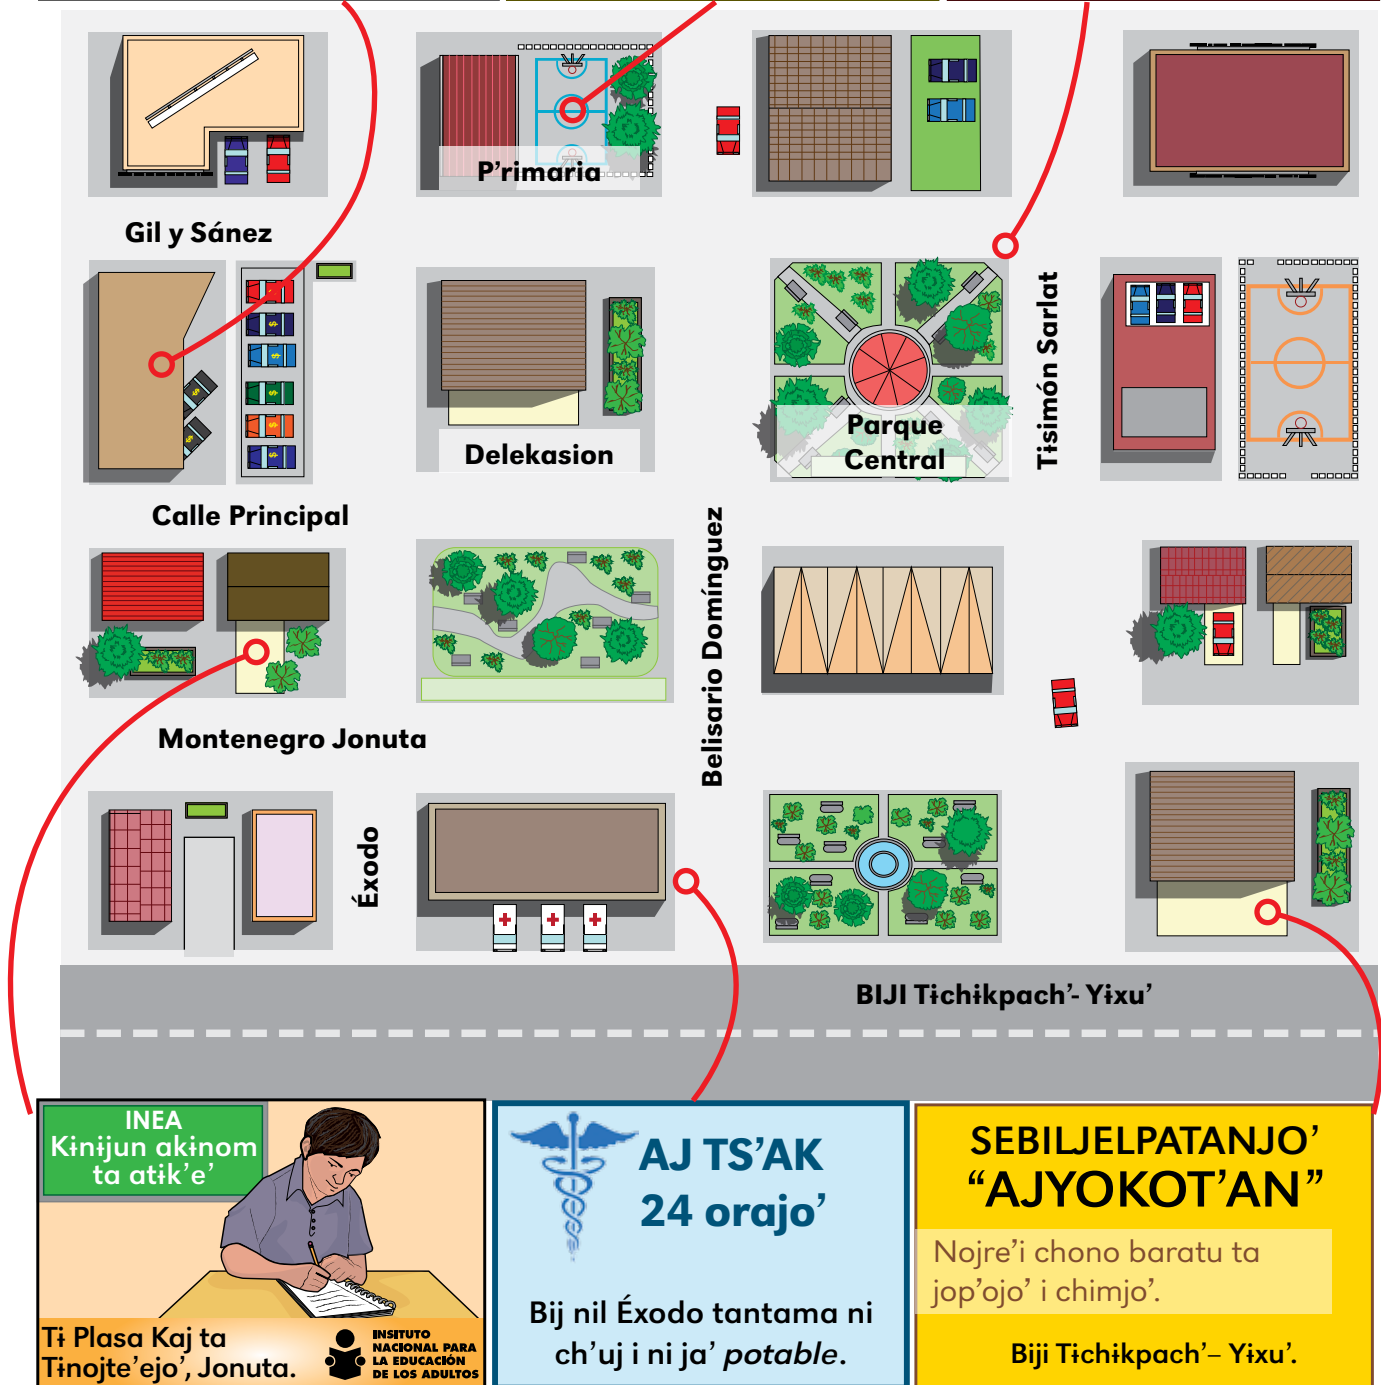 P'rimaria
Gil y Sánez
Tɨsimón Sarlat
Parque
Central
Delekasion
Calle Principal
Belisario Domínguez
Montenegro Jonuta
Éxodo
BIJI Tɨchɨkpach'- Yɨxu'
INEA
Kɨnɨjun akɨnom
ta atɨk'e'
Tɨ Plasa Kaj ta
Tɨnojte'ejo', Jonuta.
INSITUTO
NACIONAL PARA
LA EDUCACIÓN
DE LOS ADULTOS
AJ TS'AK
24 orajo'
Bij nil Éxodo tantama ni
ch'uj i ni ja' potable.
SEBILJELPATANJO'
“AJYOKOT'AN”
Nojre'i chono baratu ta
jop'ojo' i chimjo'.
Biji Tɨchɨkpach'– Yɨxu'.